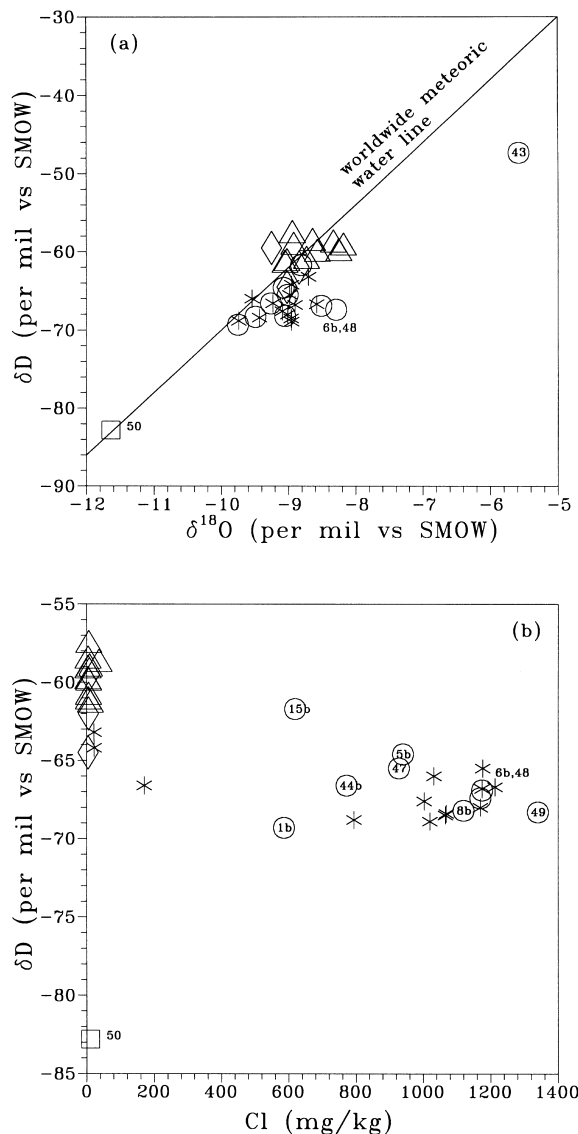 −30
(a)
−40
worldwide meteoric
water line
43
−50
−60
−70
6b,48
−80
50
−90
−12 −11 −10 −9 −8 −7 −6 −5
δD (per mil vs SMOW)
δ18O (per mil vs SMOW)
−55
(b)
−60
15b
5b
−65
47
6b,48
44b
8b
49
1b
−70
−75
−80
50
−85
0 200 400 600 800 1000 1200 1400
δD (per mil vs SMOW)
Cl (mg/kg)